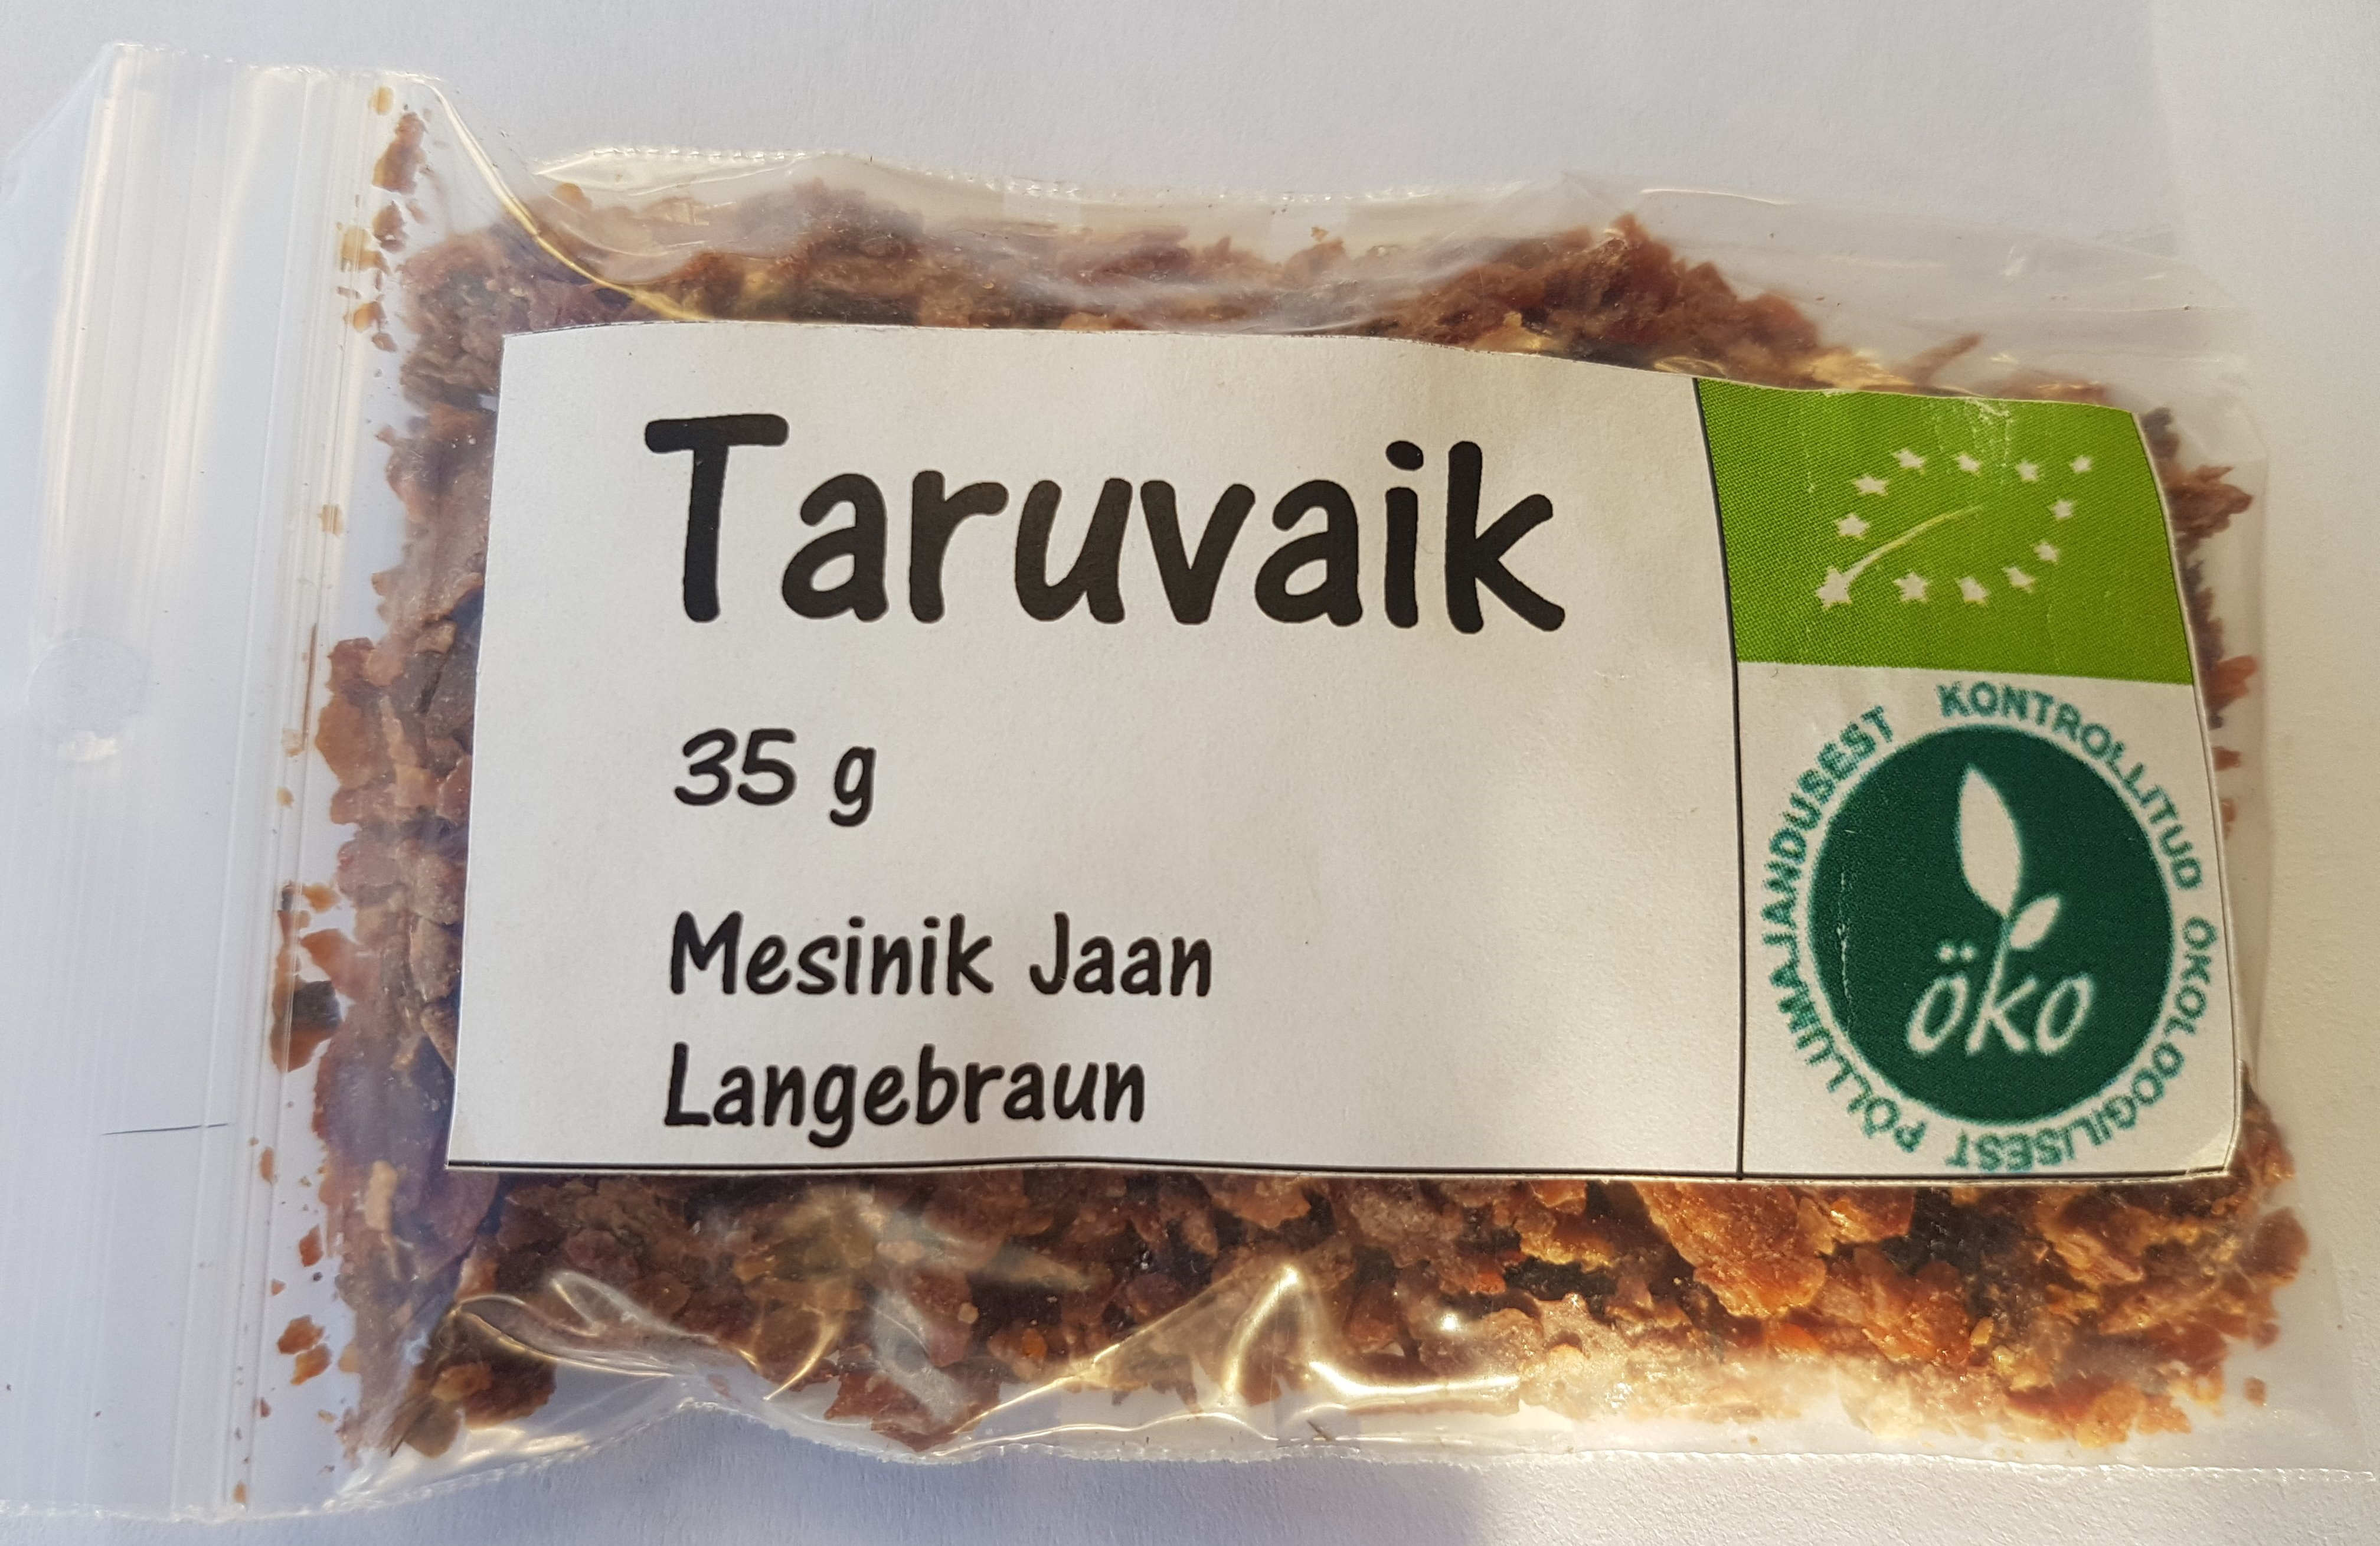 Taruvaik
35 g
Mesinik Jaan
Langebraun
KONTROLLITUD ÖKOLOOGILISEST PÕLLUMAJANDUSEST
öko